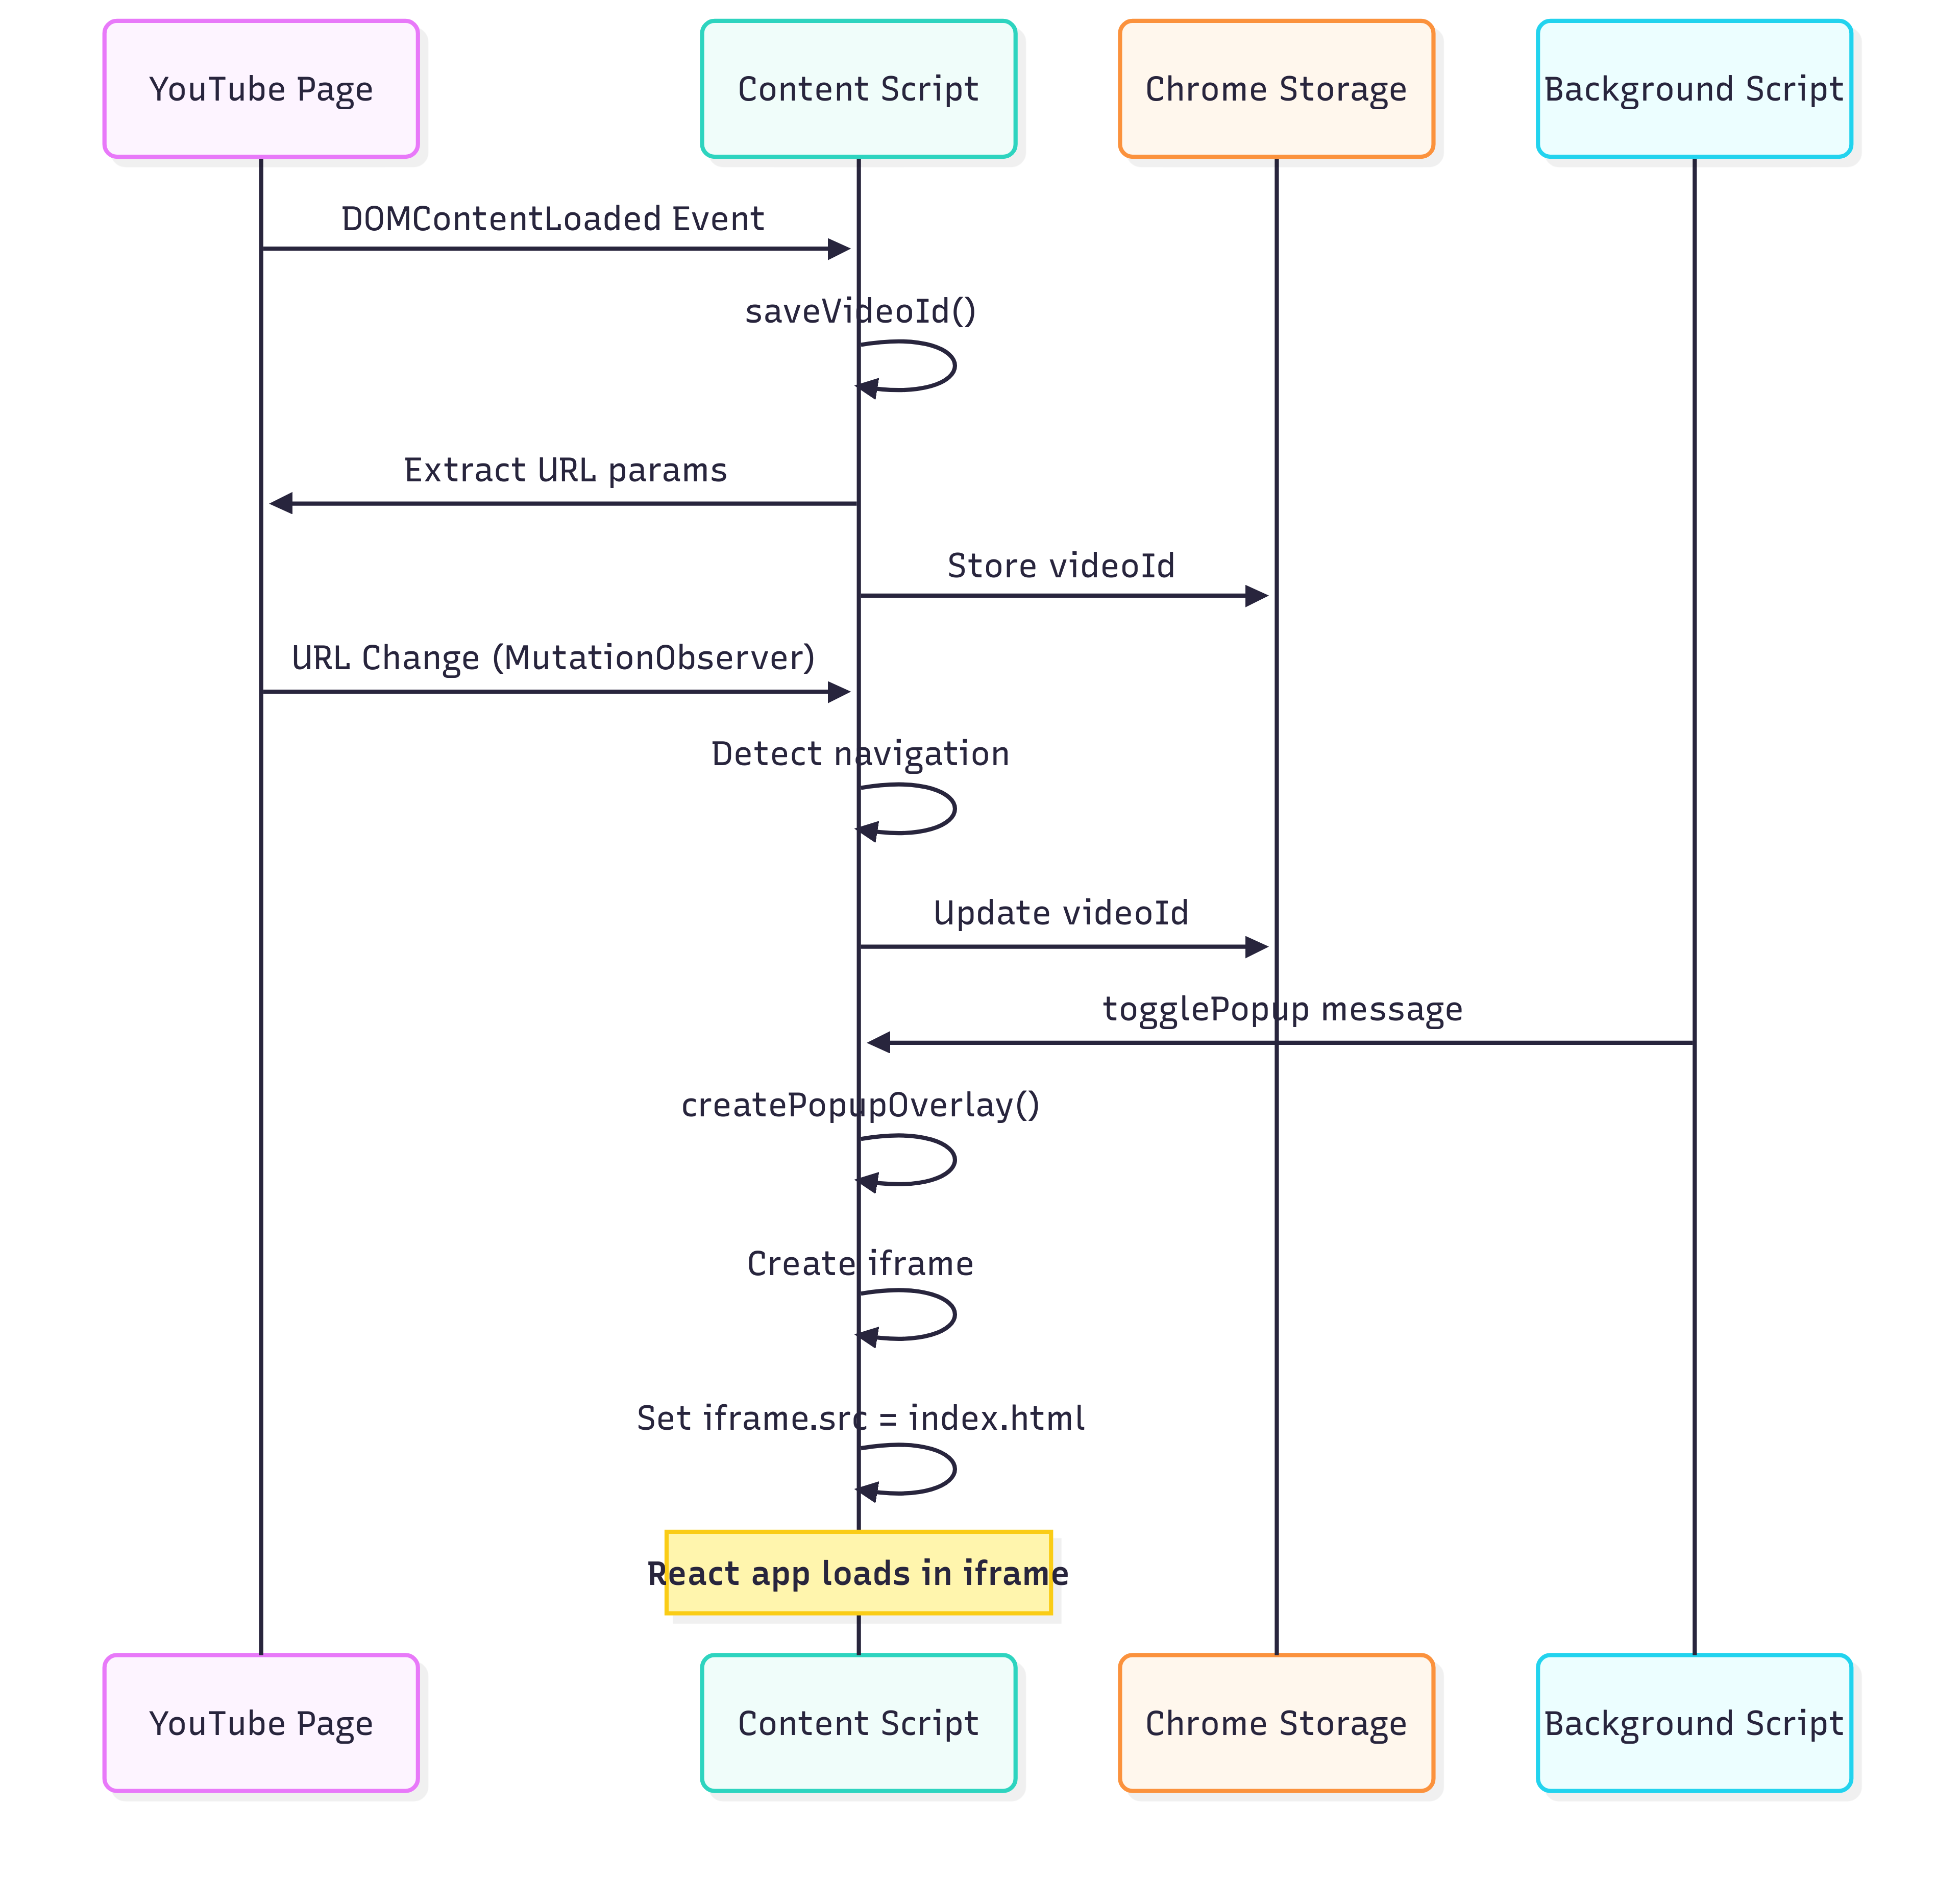 YouTube Page
Content Script
Chrome Storage
Background Script
DOMContentLoaded Event
saveVideoId()
Extract URL params
Store videoId
URL Change (MutationObserver)
Detect navigation
Update videoId
togglePopup message
createPopupOverlay()
Create iframe
Set iframe.src = index.html
React app loads in iframe
YouTube Page
Content Script
Chrome Storage
Background Script